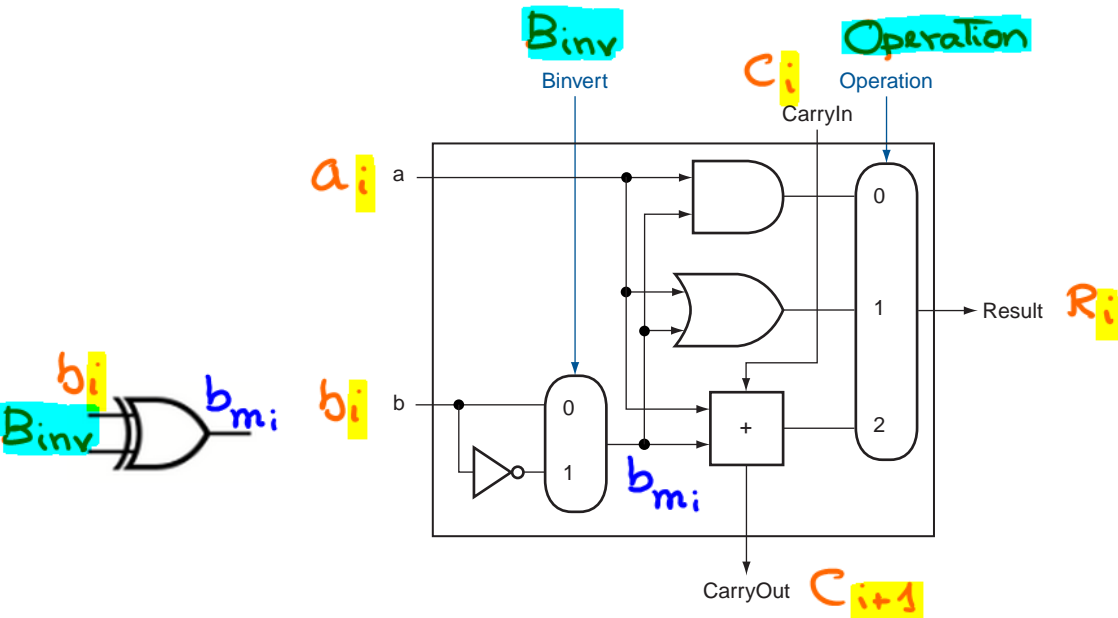 Binv
Operation
Binvert
Ci
Operation
CarryIn
ai
a
0
1
Result
Ri
bi
Binv
bmi
bi
b
0
1
+
2
bmi
CarryOut
Ci+1